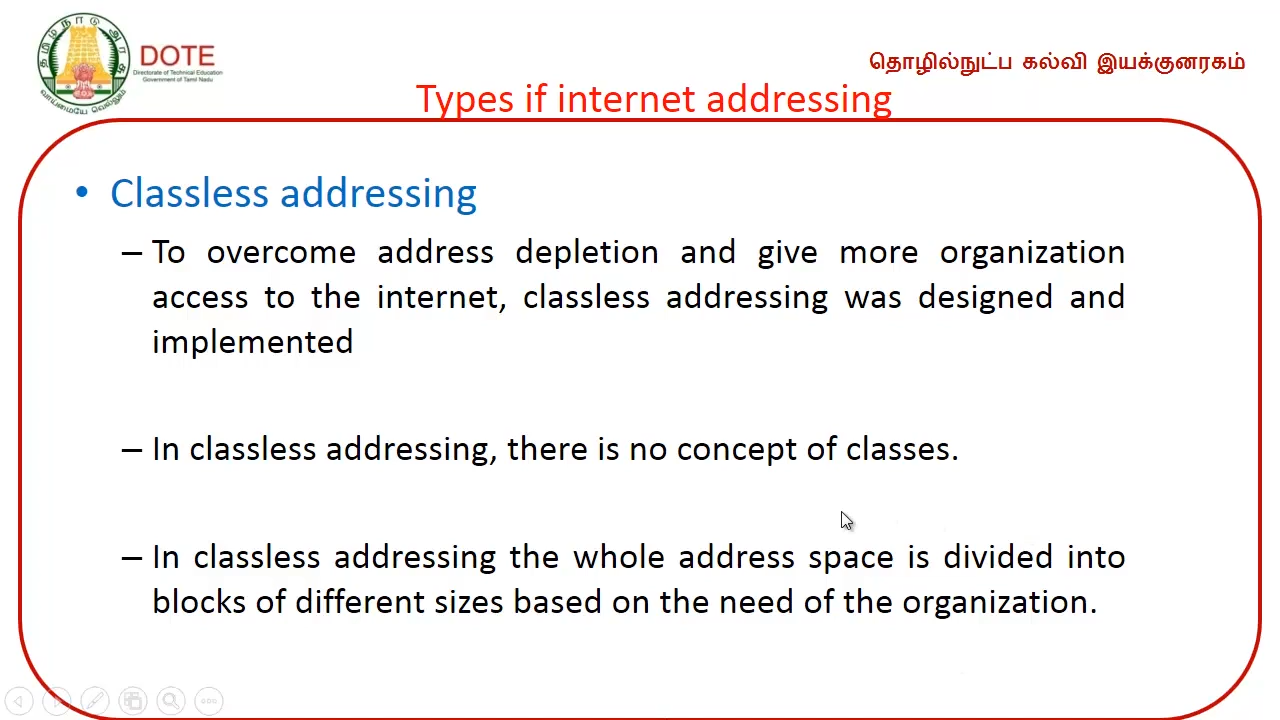 தமிழ்நாடு அரசு
வாய்மையே வெல்லும்
DOTE
Directorate of Technical Education
Government of Tamil Nadu
தொழில்நுட்ப கல்வி இயக்குனரகம்
Types if internet addressing
• Classless addressing
– To overcome address depletion and give more organization
access to the internet, classless addressing was designed and
implemented
– In classless addressing, there is no concept of classes.
– In classless addressing the whole address space is divided into
blocks of different sizes based on the need of the organization.